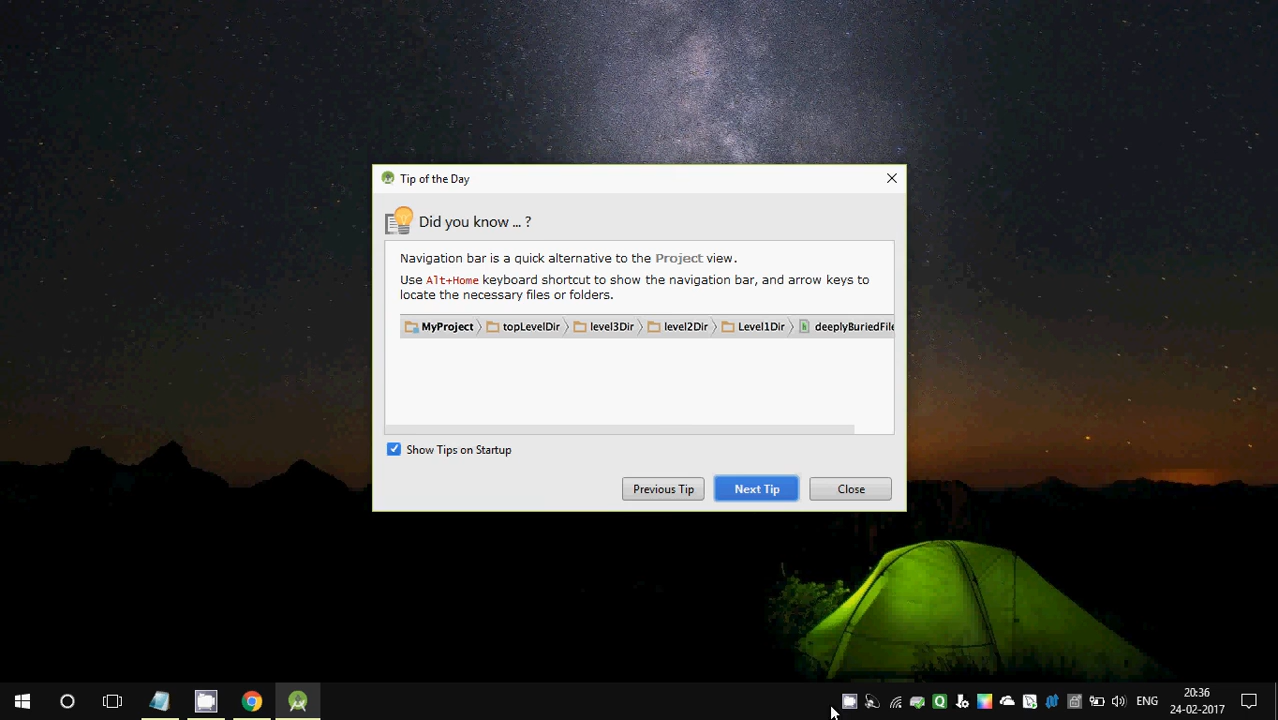 Tip of the Day
Did you know ... ?
Navigation bar is a quick alternative to the Project view.
Use Alt+Home keyboard shortcut to show the navigation bar, and arrow keys to
locate the necessary files or folders.
MyProject topLevelDir level3Dir level2Dir Level1Dir deeplyBuriedFile
Show Tips on Startup
Previous Tip Next Tip Close
ENG 20:36
24-02-2017